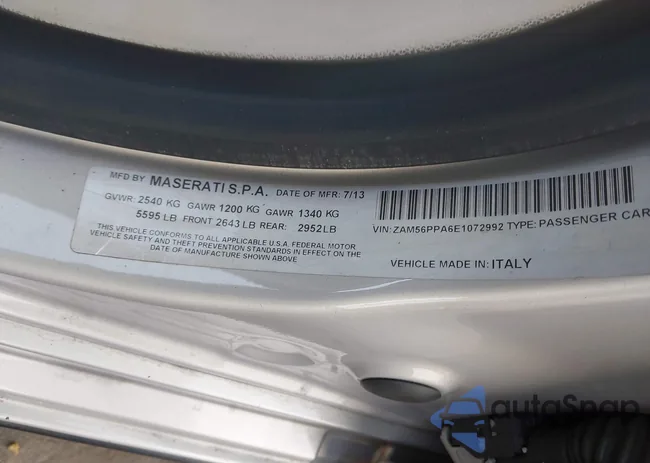 MFD BY MASERATI S.P.A. DATE OF MFR: 7/13
GVWR: 2540 KG GAWR 1200 KG GAWR 1340 KG
5595 LB FRONT 2643 LB REAR: 2952LB
THIS VEHICLE CONFORMS TO ALL APPLICABLE U.S.A. FEDERAL MOTOR
VEHICLE SAFETY AND THEFT PREVENTION STANDARDS IN EFFECT ON THE
DATE OF MANUFACTURE SHOWN ABOVE
VIN: ZAM56PPA6E1072992 TYPE: PASSENGER CAR
VEHICLE MADE IN: ITALY
autoSnap